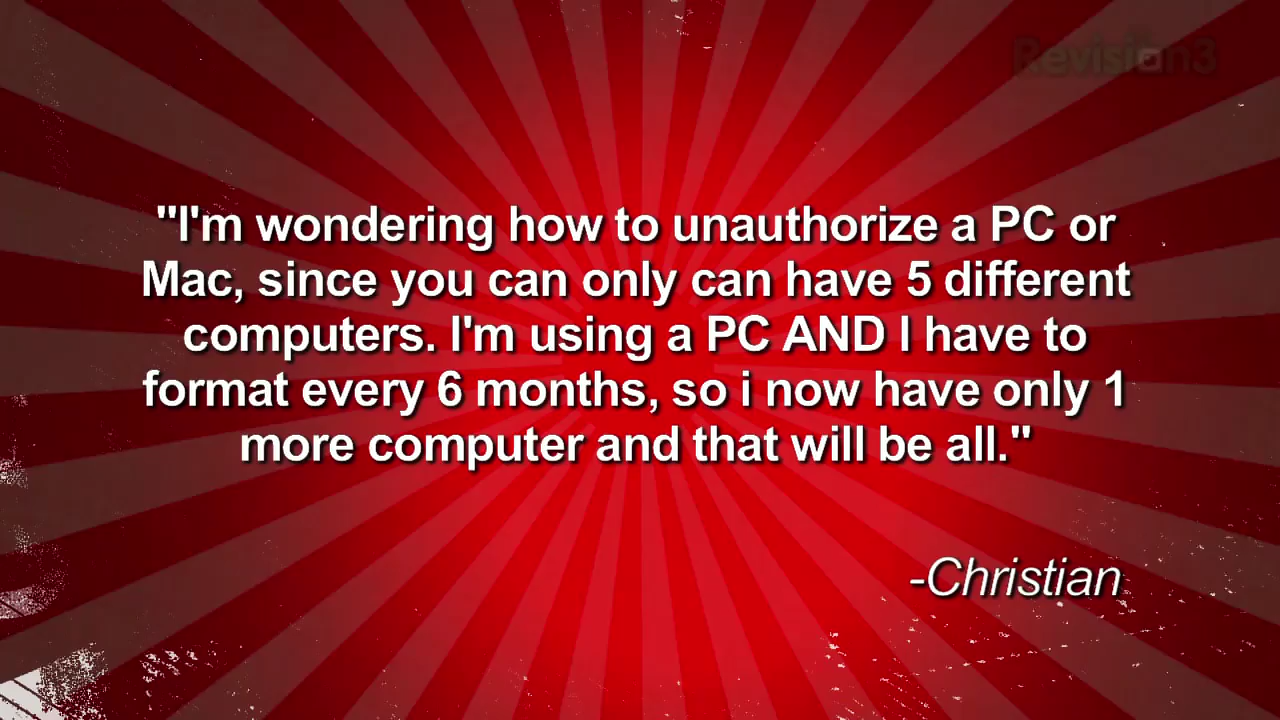 Revision3
"I'm wondering how to unauthorize a PC or
Mac, since you can only can have 5 different
computers. I'm using a PC AND I have to
format every 6 months, so i now have only 1
more computer and that will be all."
-Christian